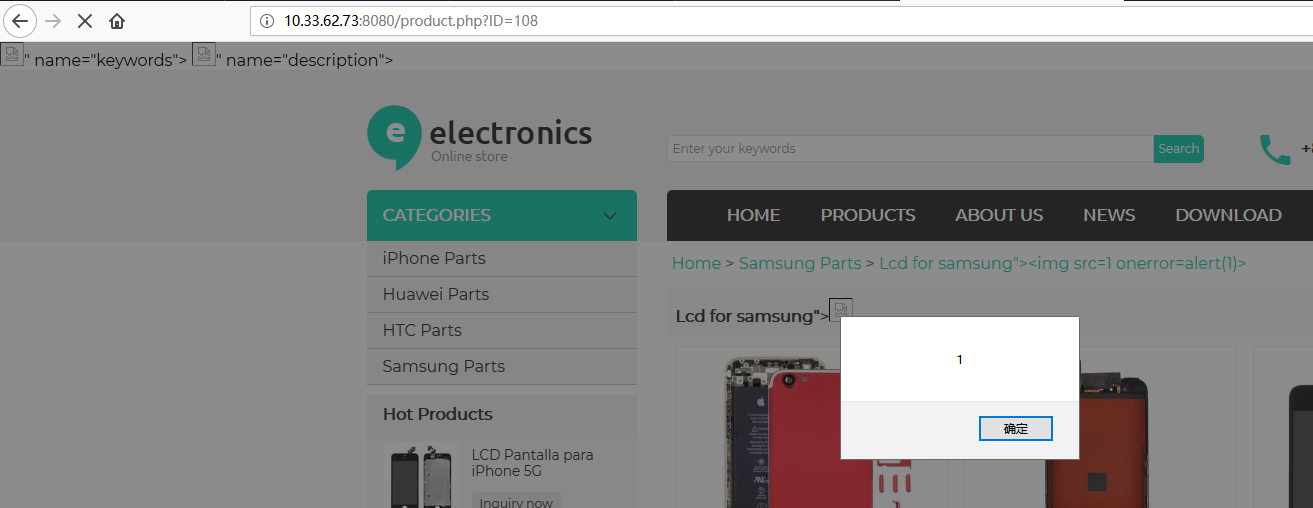 10.33.62.73:8080/product.php?ID=108
" name="keywords"> " name="description">
e electronics
Online store
Enter your keywords Search
CATEGORIES HOME PRODUCTS ABOUT US NEWS DOWNLOAD
iPhone Parts
Home > Samsung Parts > Lcd for samsung"><img src=1 onerror=alert(1)>
Huawei Parts
Lcd for samsung">
HTC Parts
Samsung Parts
1
Hot Products
确定
LCD Pantalla para
iPhone 5G
Inquiry now